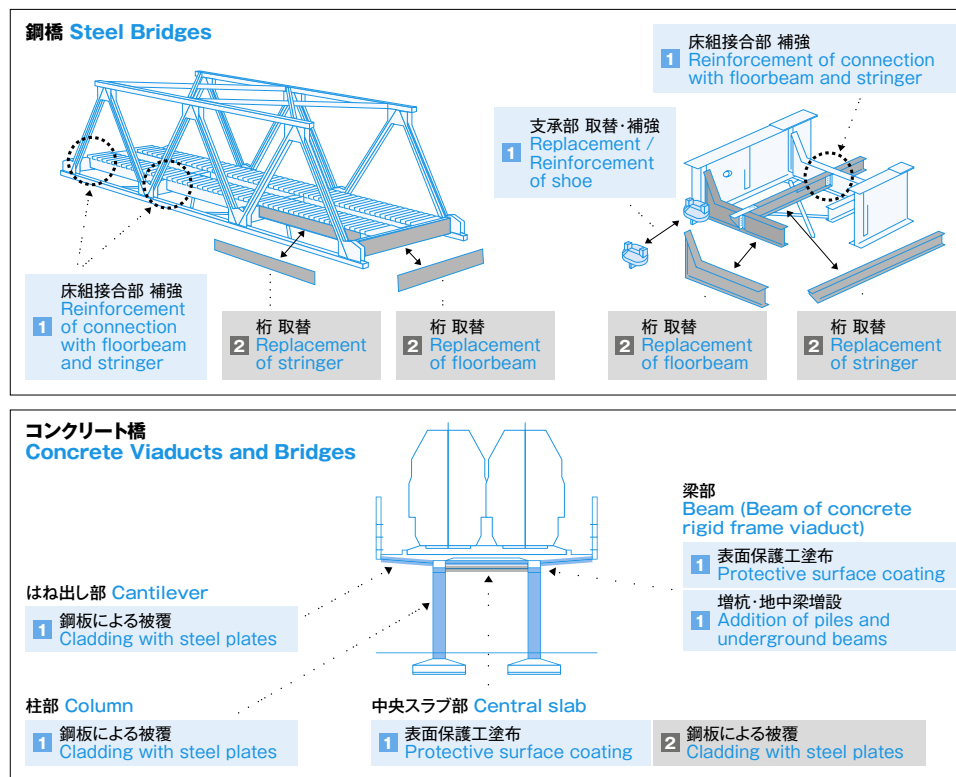 鋼橋 Steel Bridges
床組接合部 補強
1 Reinforcement of connection
with floorbeam and stringer
支承部 取替・補強
1 Replacement /
Reinforcement
of shoe
床組接合部 補強
1 Reinforcement
of connection
with floorbeam
and stringer
桁 取替
2 Replacement
of stringer
桁 取替
2 Replacement
of floorbeam
桁 取替
2 Replacement
of floorbeam
桁 取替
2 Replacement
of stringer
コンクリート橋
Concrete Viaducts and Bridges
梁部
Beam (Beam of concrete
rigid frame viaduct)
1 表面保護工塗布
Protective surface coating
1 増杭・地中梁増設
Addition of piles and
underground beams
はね出し部 Cantilever
1 鋼板による被覆
Cladding with steel plates
柱部 Column
1 鋼板による被覆
Cladding with steel plates
中央スラブ部 Central slab
1 表面保護工塗布
Protective surface coating
2 鋼板による被覆
Cladding with steel plates